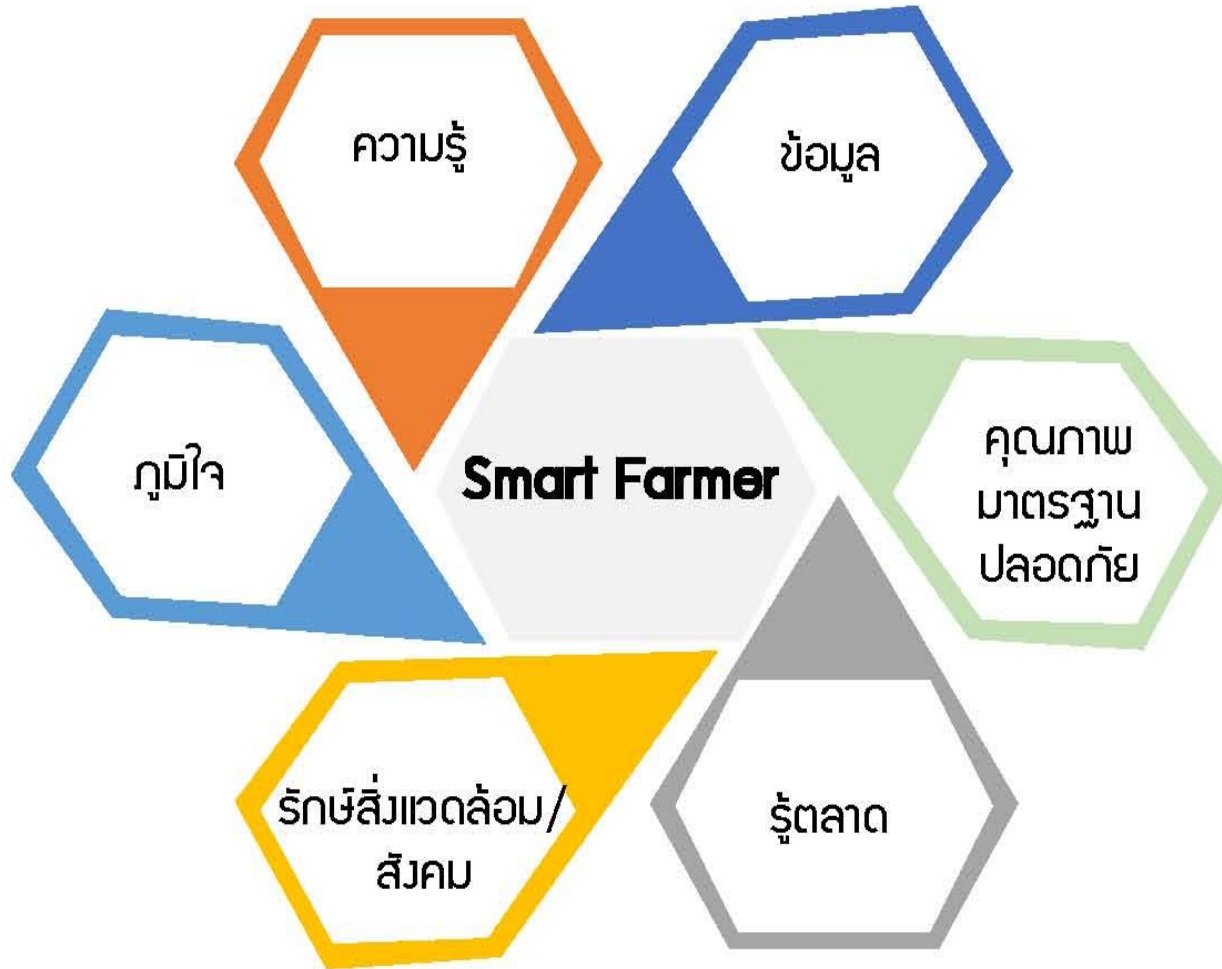 ความรู้
ข้อมูล
ภูมิใจ
Smart Farmer
คุณภาพ
มาตรฐาน
ปลอดภัย
รักษ์สิ่งแวดล้อม/
สังคม
รู้ตลาด